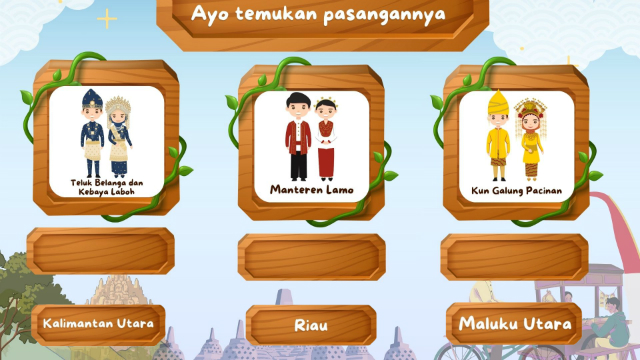 Ayo temukan pasangannya
Teluk Belanga dan
Kebaya Laboh
Manteren Lamo
Kun Galung Pacinan
Kalimantan Utara
Riau
Maluku Utara